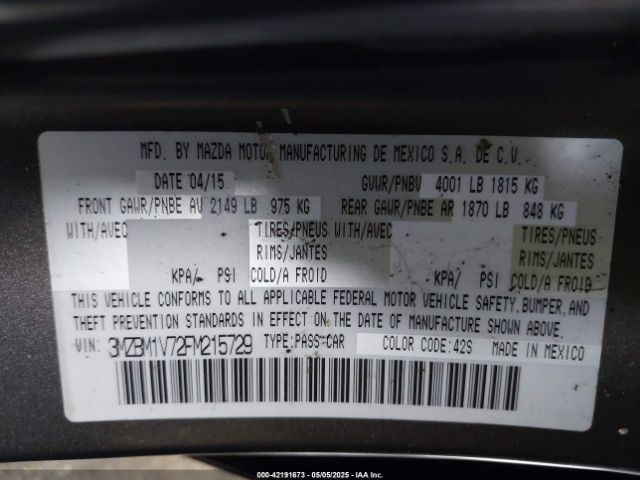 MFD. BY MAZDA MOTOR MANUFACTURING DE MEXICO S.A. DE C.V.
DATE 04/15 GVWR/PNBV 4001 LB 1815 KG
FRONT GAWR/PNBE AV 2149 LB 975 KG REAR GAWR/PNBE AR 1870 LB 848 KG
WITH/AVEC TIRES/PNEUS WITH/AVEC TIRES/PNEUS
RIMS/JANTES RIMS/JANTES
KPA/ PSI COLD/A FROID KPA/ PSI COLD/A FROID
THIS VEHICLE CONFORMS TO ALL APPLICABLE FEDERAL MOTOR VEHICLE SAFETY, BUMPER, AND
THEFT PREVENTION STANDARDS IN EFFECT ON THE DATE OF MANUFACTURE SHOWN ABOVE.
VIN: 3MZBM1V72FM215729 TYPE:PASS-CAR COLOR CODE:42S MADE IN MEXICO
000-42191673 - 05/05/2025 - IAA Inc.